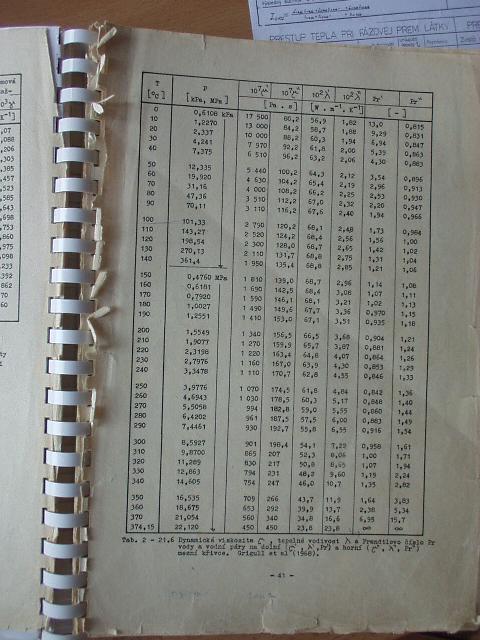 PŘESTUP TEPLA PŘI FÁZOVEJ PREM. LÁTKY
T p 10⁷μ' 10⁷μ" 10²λ' 10²λ" Pr' Pr"
[°C] [kPa, MPa] [Pa . s] [W . m⁻¹. K⁻¹] [-]
0 0,6108 kPa 17 500 80,2 56,9 1,82 13,0 0,815
10 1,2270 13 000 84,2 58,7 1,88 9,29 0,831
20 2,337 10 000 88,2 60,3 1,94 6,94 0,847
30 4,241 7 970 92,2 61,8 2,00 5,39 0,863
40 7,375 6 510 96,2 63,2 2,06 4,30 0,883
50 12,335 5 440 100,2 64,3 2,12 3,54 0,896
60 19,920 4 630 104,2 65,4 2,19 2,96 0,913
70 31,16 4 000 108,2 66,2 2,25 2,53 0,930
80 47,36 3 510 112,2 67,0 2,32 2,20 0,947
90 70,11 3 110 116,2 67,6 2,40 1,94 0,966
100 101,33 2 790 120,2 68,1 2,48 1,73 0,984
110 143,27 2 520 124,2 68,4 2,56 1,56 1,00
120 198,54 2 300 128,0 68,7 2,65 1,42 1,02
130 270,13 2 110 131,7 68,8 2,75 1,31 1,04
140 361,4 1 950 135,4 68,8 2,85 1,21 1,06
150 0,4760 MPa 1 810 139,0 68,7 2,96 1,14 1,08
160 0,6181 1 690 142,5 68,4 3,08 1,07 1,11
170 0,7920 1 590 146,1 68,1 3,21 1,02 1,13
180 1,0027 1 490 149,6 67,7 3,36 0,970 1,15
190 1,2551 1 410 153,0 67,1 3,51 0,935 1,18
200 1,5549 1 340 156,5 66,5 3,68 0,904 1,21
210 1,9077 1 270 159,9 65,7 3,87 0,881 1,24
220 2,3198 1 220 163,4 64,8 4,07 0,864 1,26
230 2,7976 1 160 167,0 63,9 4,30 0,853 1,29
240 3,3478 1 110 170,7 62,8 4,55 0,846 1,33
250 3,9776 1 070 174,5 61,8 4,84 0,842 1,36
260 4,6943 1 030 178,5 60,3 5,17 0,848 1,40
270 5,5058 994 182,8 59,0 5,55 0,860 1,44
280 6,4202 961 187,5 57,5 6,00 0,883 1,49
290 7,4461 930 192,7 55,8 6,55 0,916 1,54
300 8,5927 901 198,4 54,1 7,22 0,958 1,61
310 9,8700 865 207 52,3 8,06 1,00 1,71
320 11,289 830 217 50,8 8,65 1,07 1,94
330 12,863 794 231 48,2 9,60 1,19 2,24
340 14,605 754 247 46,0 10,7 1,35 2,82
350 16,535 709 266 43,7 11,9 1,64 3,83
360 18,675 653 292 39,9 13,7 2,38 5,34
370 21,054 560 340 34,8 16,6 6,95 15,7
374,15 22,120 450 450 23,8 23,8 ∞ ∞
Tab. 2 - 21.6 Dynamické viskosita , tepelné vodivost λ a Prandtlovo číslo Pr
vody a vodní páry na dolní ( , λ', Pr') a horní ( , λ", Pr")
mezní křivce. Grigull et al (1968).
- 41 -